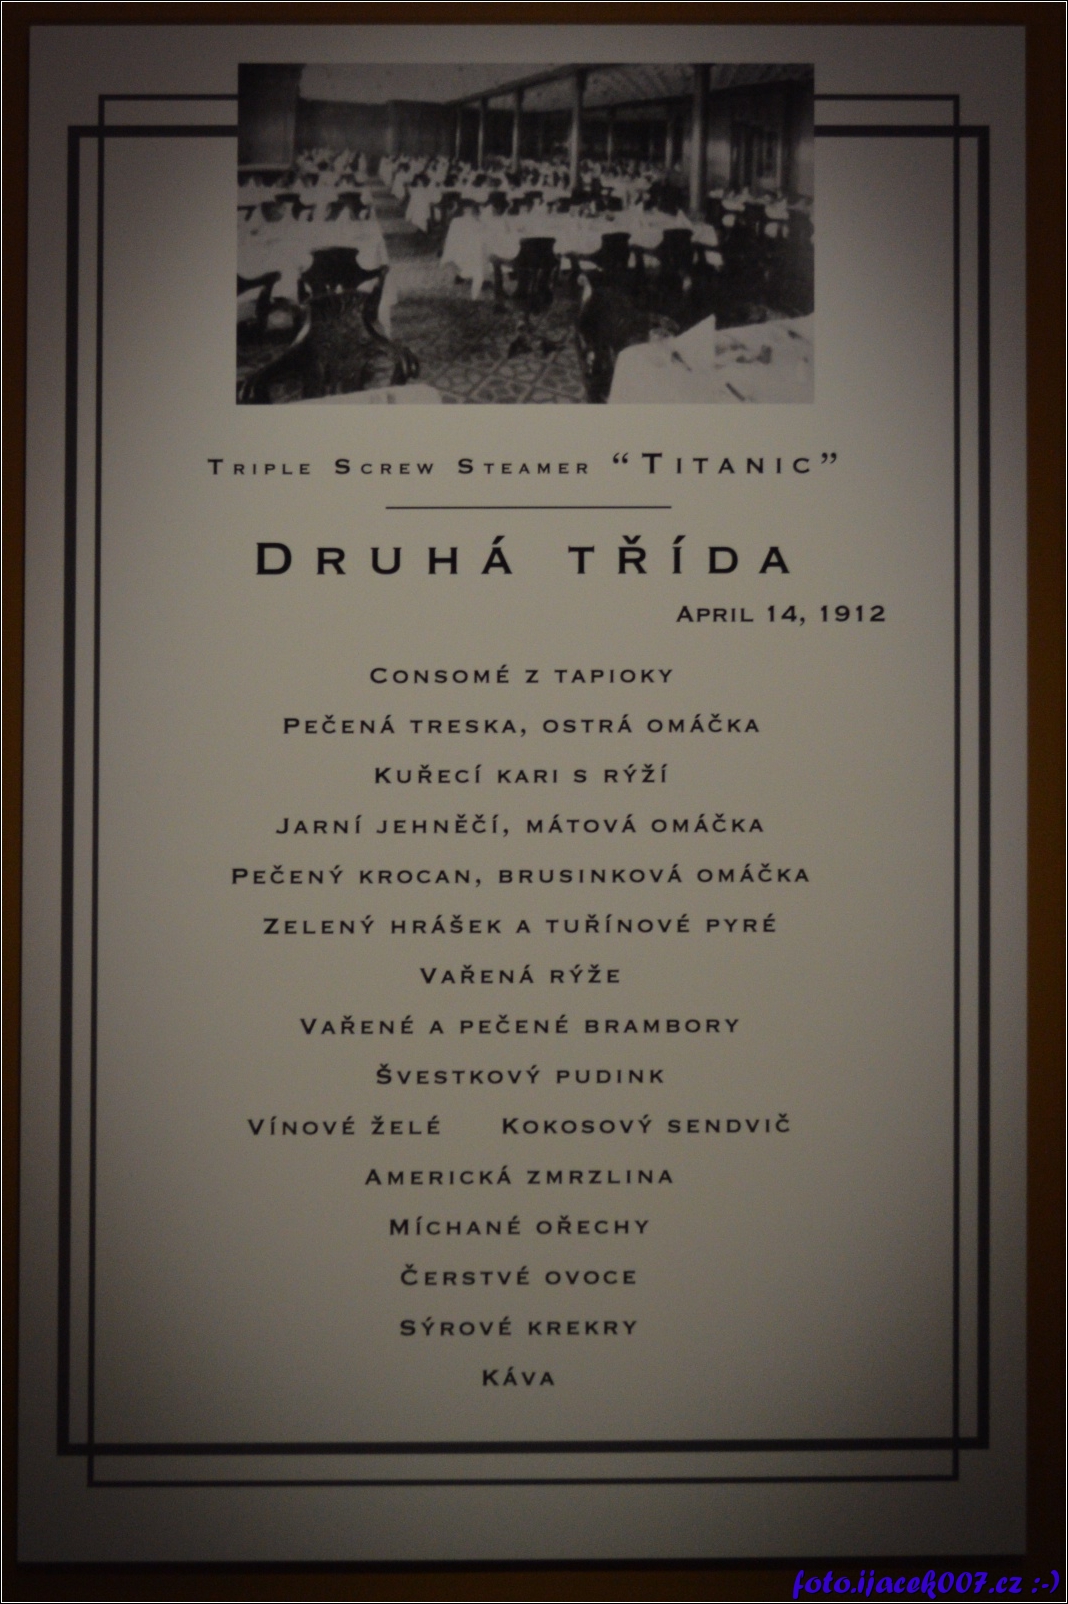 Triple Screw Steamer “Titanic”
Druhá třída
April 14, 1912
Consomé z tapioky
Pečená treska, ostrá omáčka
Kuřecí kari s rýží
Jarní jehněčí, mátová omáčka
Pečený krocan, brusinková omáčka
Zelený hrášek a tuřínové pyré
Vařená rýže
Vařené a pečené brambory
Švestkový pudink
Vínové želé Kokosový sendvič
Americká zmrzlina
Míchané ořechy
Čerstvé ovoce
Sýrové krekry
Káva
foto.ijacek007.cz :-)